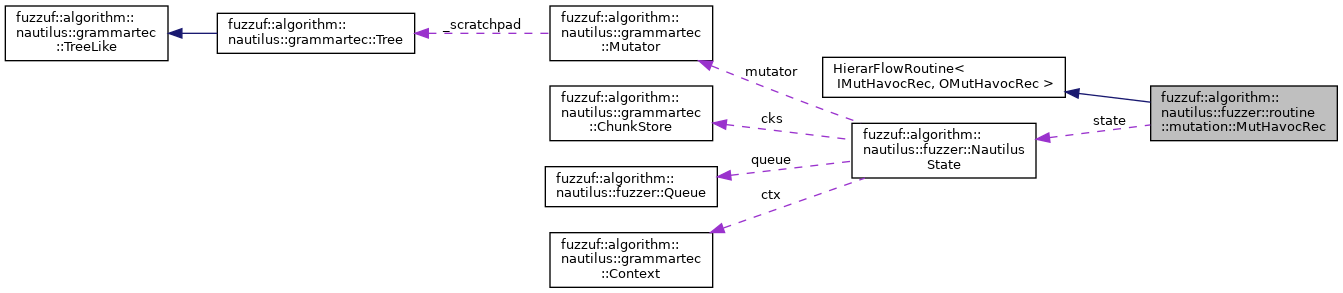 fuzzuf::algorithm::
nautilus::grammartec
::TreeLike
fuzzuf::algorithm::
nautilus::grammartec::Tree
_scratchpad
fuzzuf::algorithm::
nautilus::grammartec
::Mutator
mutator
HierarFlowRoutine<
IMutHavocRec, OMutHavocRec >
fuzzuf::algorithm::
nautilus::grammartec
::ChunkStore
cks
fuzzuf::algorithm::
nautilus::fuzzer::Nautilus
State
state
fuzzuf::algorithm::
nautilus::fuzzer::routine
::mutation::MutHavocRec
fuzzuf::algorithm::
nautilus::fuzzer::Queue
queue
ctx
fuzzuf::algorithm::
nautilus::grammartec
::Context